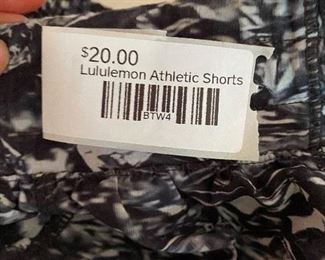 $20.00
Lululemon Athletic Shorts
BTW4